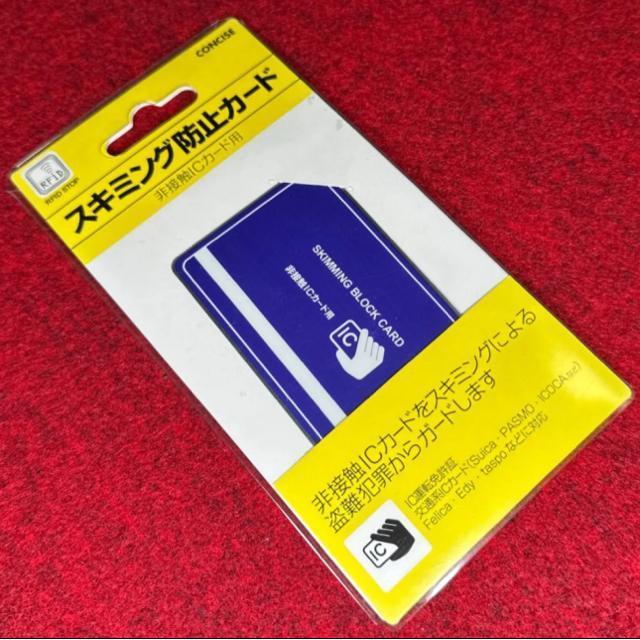 CONCISE
RFID
RFID STOP
スキミング防止カード
非接触ICカード用
SKIMMING BLOCK CARD
非接触ICカード用
IC
非接触ICカードをスキミングによる
盗難犯罪からガードします
IC
IC運転免許証
交通系ICカード(Suica・PASMO・ICOCAなど)
Felica・Edy・taspoなどに対応